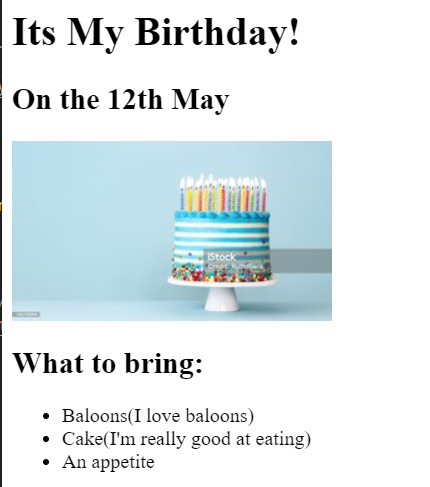 Its My Birthday!
On the 12th May
iStock
What to bring:
Baloons(I love baloons)
Cake(I'm really good at eating)
An appetite